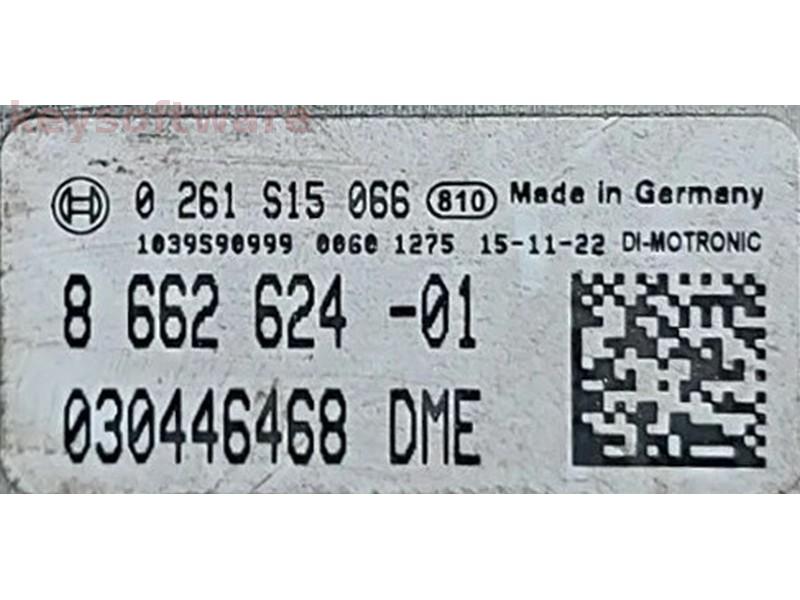 keysoftware
0 261 S15 066 810 Made in Germany
1039S90999 0060 1275 15-11-22 DI-MOTRONIC
8 662 624 -01
030446468 DME